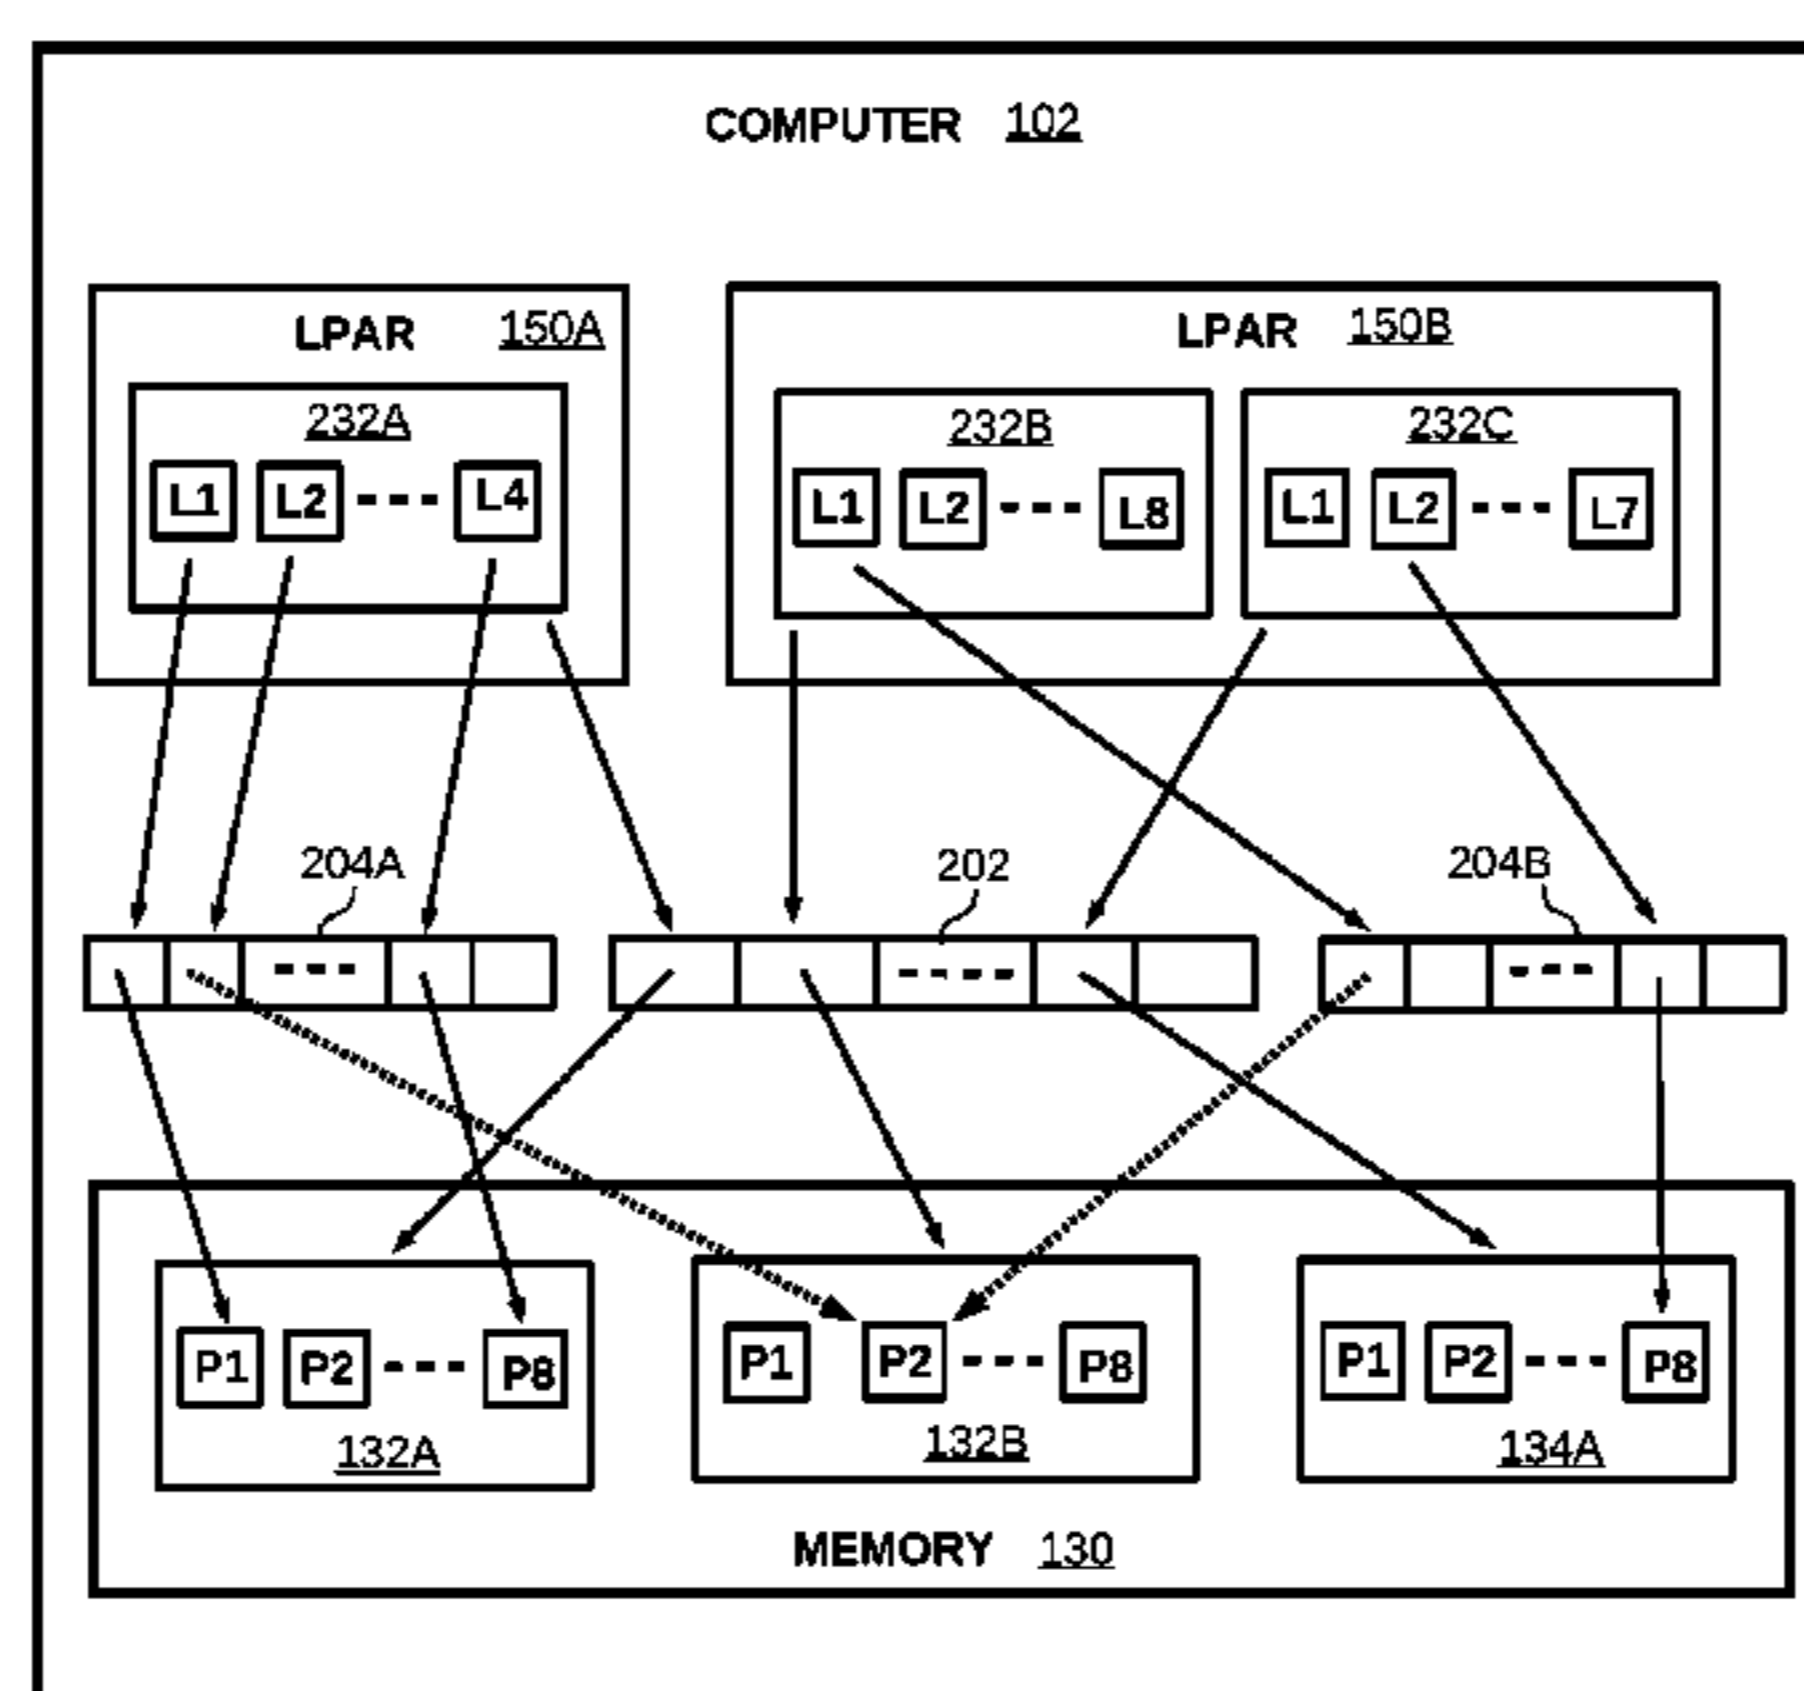 COMPUTER 102
LPAR 150A
LPAR 150B
232A
232B
232C
L1 L2 --- L4
L1 L2 --- L8
L1 L2 --- L7
204A
202
204B
---
----
---
P1 P2 --- P8
P1 P2 --- P8
P1 P2 --- P8
132A
132B
134A
MEMORY 130